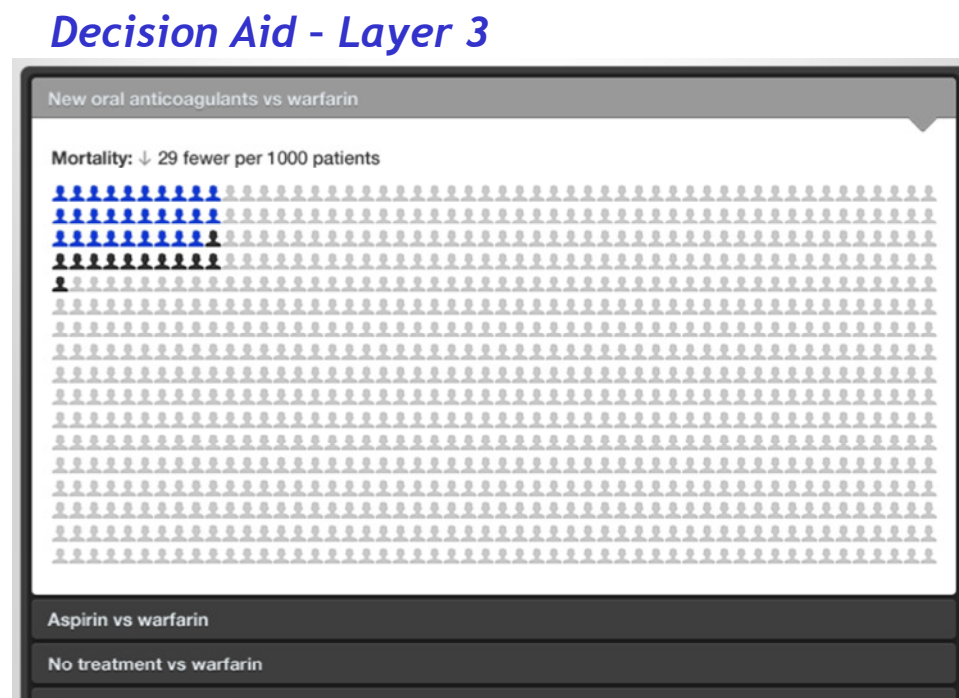 Decision Aid – Layer 3
New oral anticoagulants vs warfarin
Mortality: ↓ 29 fewer per 1000 patients
Aspirin vs warfarin
No treatment vs warfarin